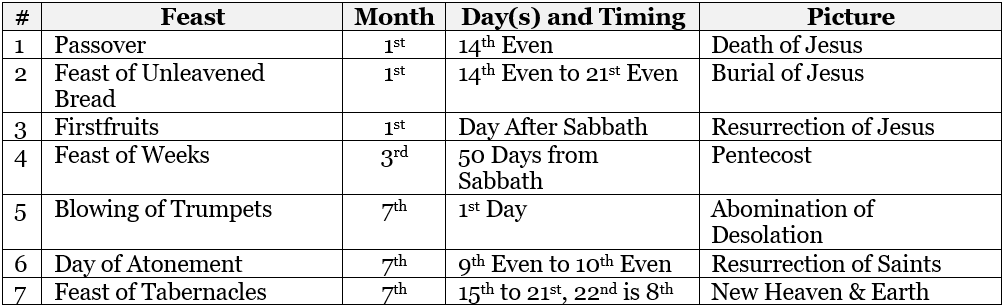 # Feast Month Day(s) and Timing Picture
1 Passover 1st 14th Even Death of Jesus
2 Feast of Unleavened 1st 14th Even to 21st Even Burial of Jesus
Bread
3 Firstfruits 1st Day After Sabbath Resurrection of Jesus
4 Feast of Weeks 3rd 50 Days from Pentecost
Sabbath
5 Blowing of Trumpets 7th 1st Day Abomination of
Desolation
6 Day of Atonement 7th 9th Even to 10th Even Resurrection of Saints
7 Feast of Tabernacles 7th 15th to 21st, 22nd is 8th New Heaven & Earth